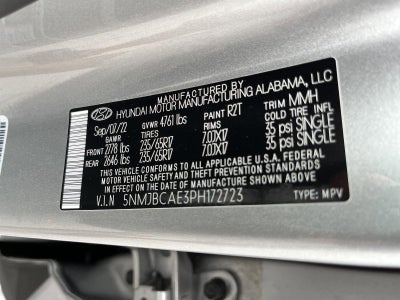 MANUFACTURED BY
HYUNDAI MOTOR MANUFACTURING ALABAMA, LLC
Sep/07/22 GVWR 4761 lbs PAINT R2T TRIM MMH
GAWR TIRES RIMS COLD TIRE INFL
FRONT 2778 lbs 235/65R17 7.0JX17 35 psi SINGLE
REAR 2646 lbs 235/65R17 7.0JX17 35 psi SINGLE
THIS VEHICLE CONFORMS TO ALL APPLICABLE U.S.A.FEDERAL
MOTOR VEHICLE SAFETY, BUMPER, AND THEFT PREVENTION STANDARDS
IN EFFECT ON THE DATE OF MANUFACTURE SHOWN ABOVE.
V.I.N 5NMJBCAE3PH172723 TYPE: MPV